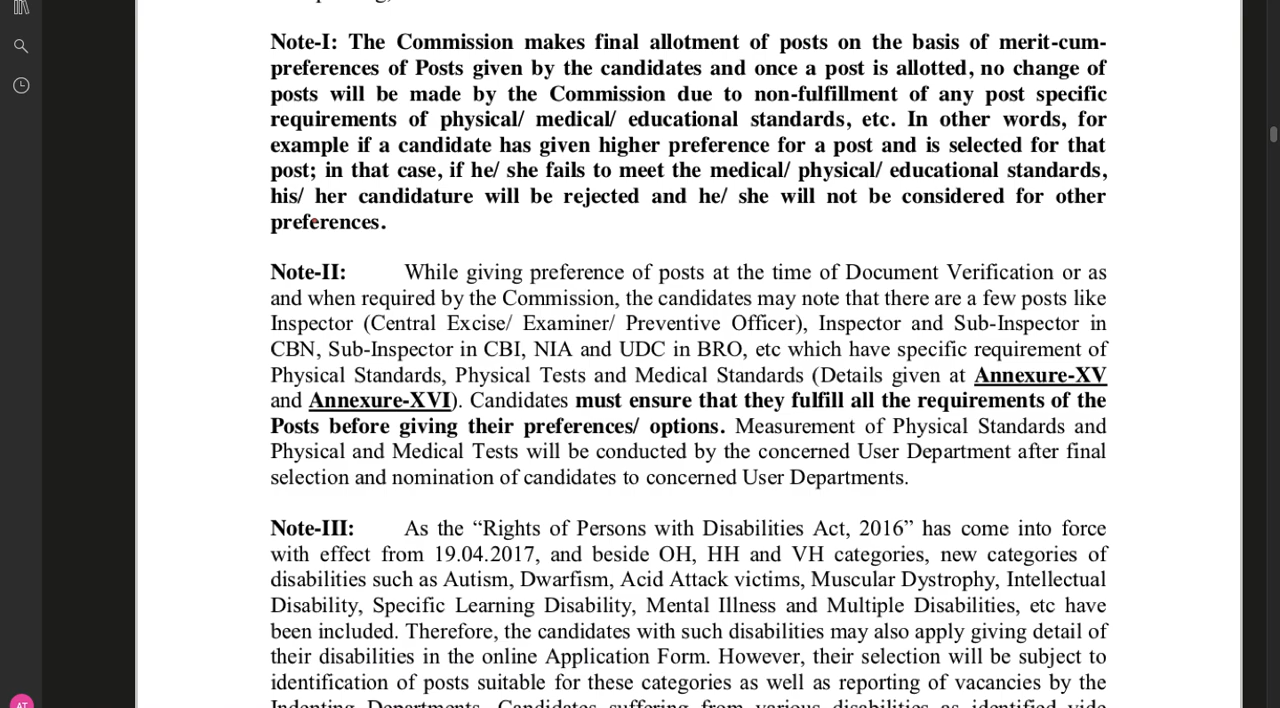 Note-I: The Commission makes final allotment of posts on the basis of merit-cum-
preferences of Posts given by the candidates and once a post is allotted, no change of
posts will be made by the Commission due to non-fulfillment of any post specific
requirements of physical/ medical/ educational standards, etc. In other words, for
example if a candidate has given higher preference for a post and is selected for that
post; in that case, if he/ she fails to meet the medical/ physical/ educational standards,
his/ her candidature will be rejected and he/ she will not be considered for other
preferences.
Note-II: While giving preference of posts at the time of Document Verification or as
and when required by the Commission, the candidates may note that there are a few posts like
Inspector (Central Excise/ Examiner/ Preventive Officer), Inspector and Sub-Inspector in
CBN, Sub-Inspector in CBI, NIA and UDC in BRO, etc which have specific requirement of
Physical Standards, Physical Tests and Medical Standards (Details given at Annexure-XV
and Annexure-XVI). Candidates must ensure that they fulfill all the requirements of the
Posts before giving their preferences/ options. Measurement of Physical Standards and
Physical and Medical Tests will be conducted by the concerned User Department after final
selection and nomination of candidates to concerned User Departments.
Note-III: As the “Rights of Persons with Disabilities Act, 2016” has come into force
with effect from 19.04.2017, and beside OH, HH and VH categories, new categories of
disabilities such as Autism, Dwarfism, Acid Attack victims, Muscular Dystrophy, Intellectual
Disability, Specific Learning Disability, Mental Illness and Multiple Disabilities, etc have
been included. Therefore, the candidates with such disabilities may also apply giving detail of
their disabilities in the online Application Form. However, their selection will be subject to
identification of posts suitable for these categories as well as reporting of vacancies by the
Indenting Departments. Candidates suffering from various disabilities as identified vide
AT